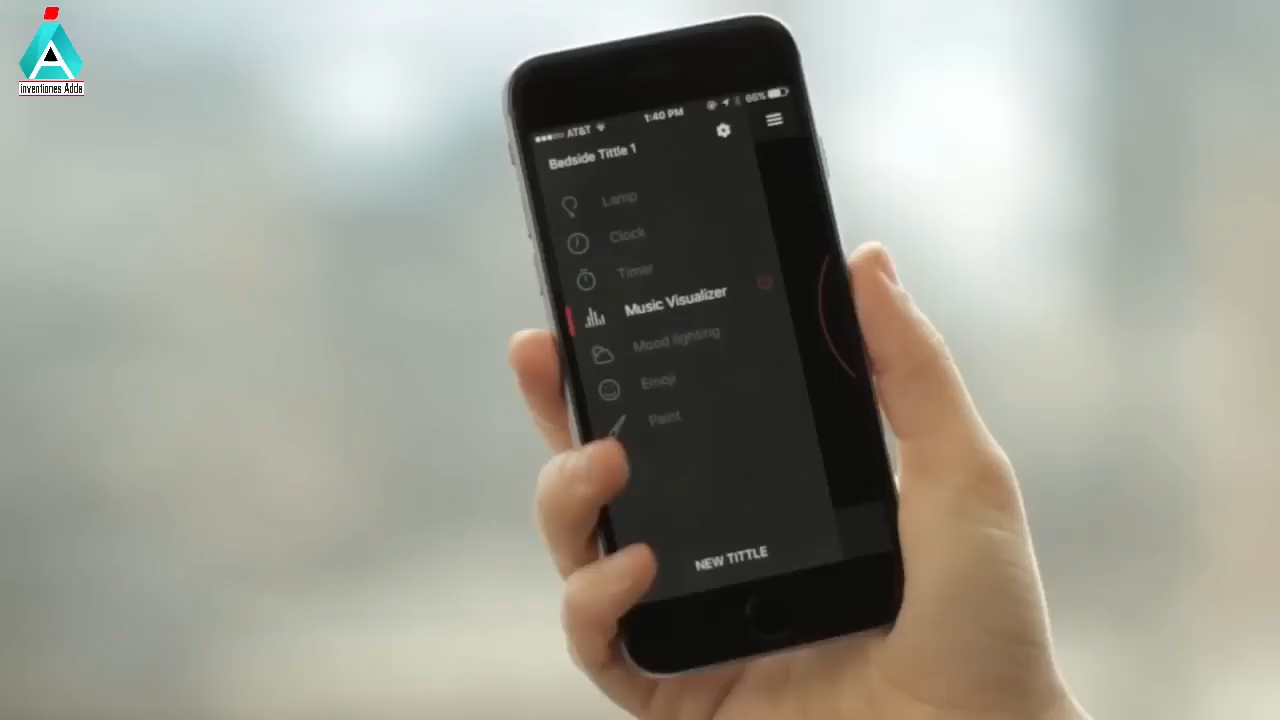 A
inventiones Adda
AT&T 1:40 PM 66%
Bedside Tittle 1
Lamp
Clock
Timer
Music Visualizer
Mood lighting
Emoji
Paint
NEW TITTLE